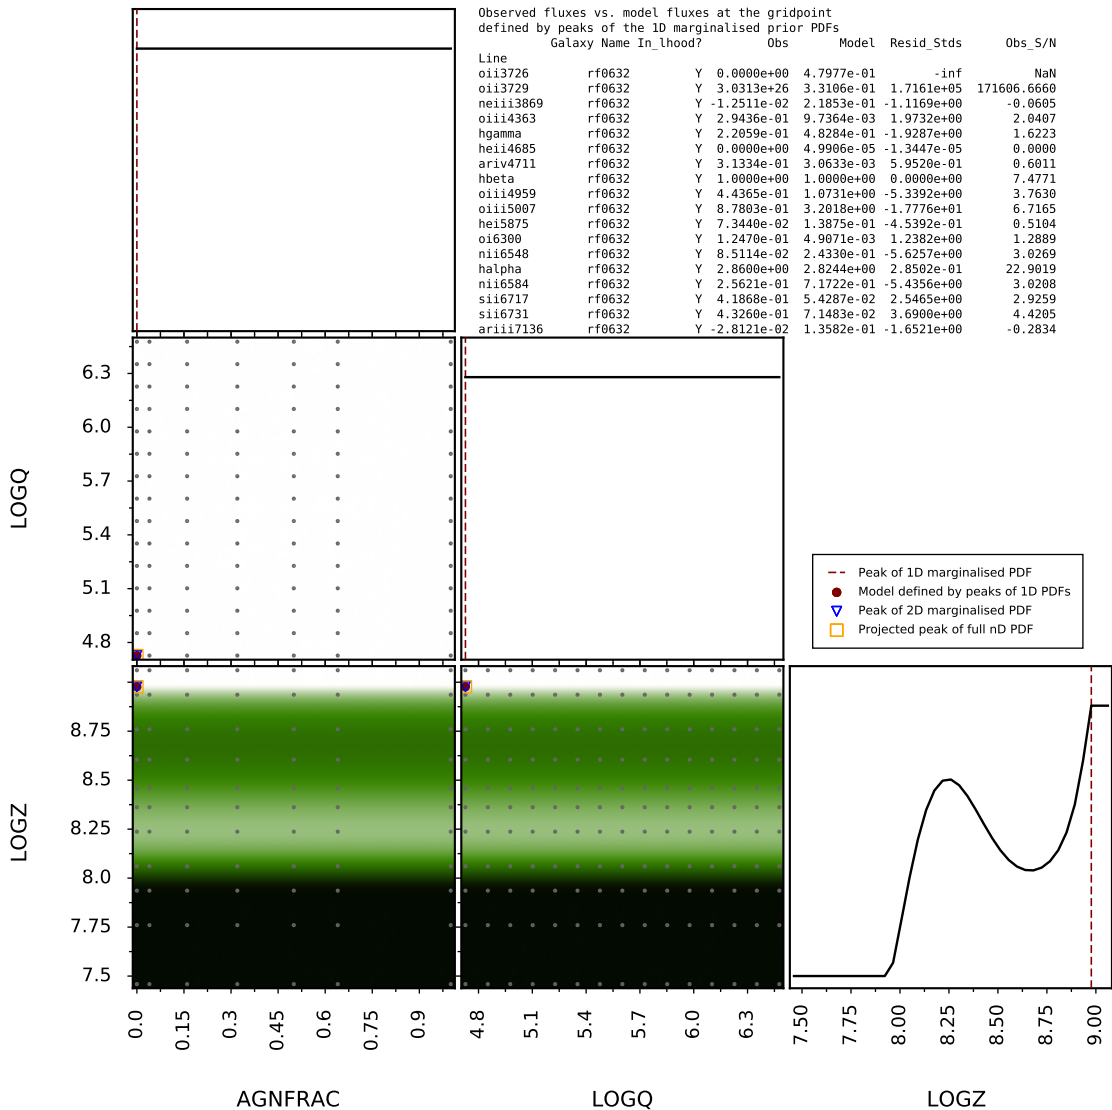 Observed fluxes vs. model fluxes at the gridpoint
defined by peaks of the 1D marginalised prior PDFs
Galaxy Name In_lhood? Obs Model Resid_Stds Obs_S/N
Line
oii3726 rf0632 Y 0.0000e+00 4.7977e-01 -inf NaN
oii3729 rf0632 Y 3.0313e+26 3.3106e-01 1.7161e+05 171606.6660
neiii3869 rf0632 Y -1.2511e-02 2.1853e-01 -1.1169e+00 -0.0605
oiii4363 rf0632 Y 2.9436e-01 9.7364e-03 1.9732e+00 2.0407
hgamma rf0632 Y 2.2059e-01 4.8284e-01 -1.9287e+00 1.6223
heii4685 rf0632 Y 0.0000e+00 4.9906e-05 -1.3447e-05 0.0000
ariv4711 rf0632 Y 3.1334e-01 3.0633e-03 5.9520e-01 0.6011
hbeta rf0632 Y 1.0000e+00 1.0000e+00 0.0000e+00 7.4771
oiii4959 rf0632 Y 4.4365e-01 1.0731e+00 -5.3392e+00 3.7630
oiii5007 rf0632 Y 8.7803e-01 3.2018e+00 -1.7776e+01 6.7165
hei5875 rf0632 Y 7.3440e-02 1.3875e-01 -4.5392e-01 0.5104
oi6300 rf0632 Y 1.2470e-01 4.9071e-03 1.2382e+00 1.2889
nii6548 rf0632 Y 8.5114e-02 2.4330e-01 -5.6257e+00 3.0269
halpha rf0632 Y 2.8600e+00 2.8244e+00 2.8502e-01 22.9019
nii6584 rf0632 Y 2.5621e-01 7.1722e-01 -5.4356e+00 3.0208
sii6717 rf0632 Y 4.1868e-01 5.4287e-02 2.5465e+00 2.9259
sii6731 rf0632 Y 4.3260e-01 7.1483e-02 3.6900e+00 4.4205
ariii7136 rf0632 Y -2.8121e-02 1.3582e-01 -1.6521e+00 -0.2834
6.3
6.0
5.7
5.4
5.1
4.8
LOGQ
Peak of 1D marginalised PDF
Model defined by peaks of 1D PDFs
Peak of 2D marginalised PDF
Projected peak of full nD PDF
8.75
8.5
8.25
8.0
7.75
7.5
LOGZ
0.0 0.15 0.3 0.45 0.6 0.75 0.9
4.8 5.1 5.4 5.7 6.0 6.3
7.50 7.75 8.00 8.25 8.50 8.75 9.00
AGNFRAC LOGQ LOGZ